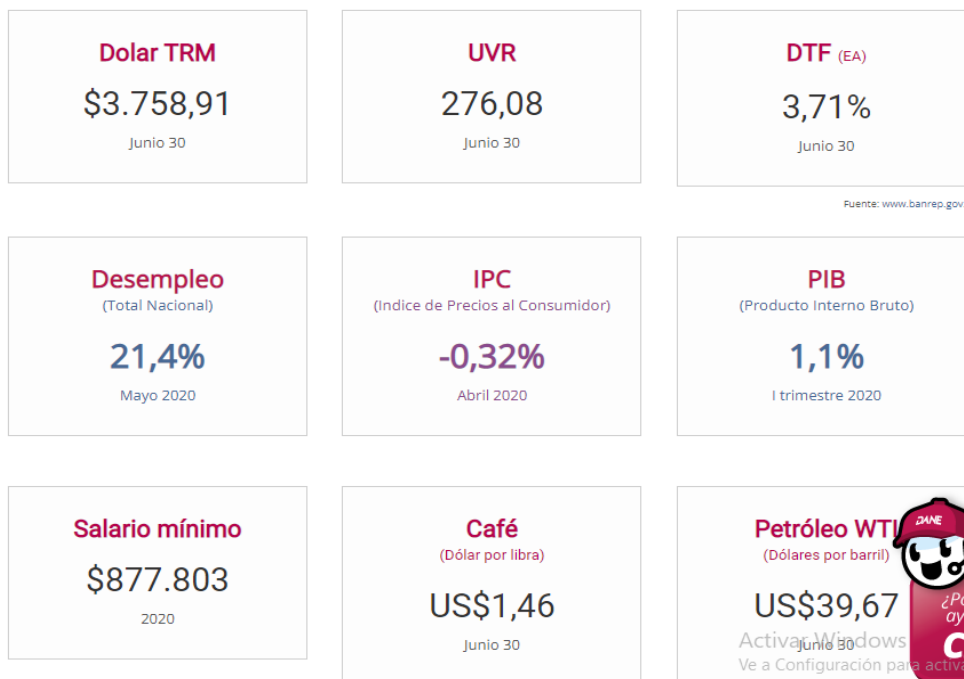 Dolar TRM
$3.758,91
Junio 30
UVR
276,08
Junio 30
DTF (EA)
3,71%
Junio 30
Fuente: www.banrep.gov
Desempleo
(Total Nacional)
21,4%
Mayo 2020
IPC
(Indice de Precios al Consumidor)
-0,32%
Abril 2020
PIB
(Producto Interno Bruto)
1,1%
I trimestre 2020
Salario mínimo
$877.803
2020
Café
(Dólar por libra)
US$1,46
Junio 30
Petróleo WTI
(Dólares por barril)
US$39,67
Junio 30
DANE
Activar Windows
Ve a Configuración para activa